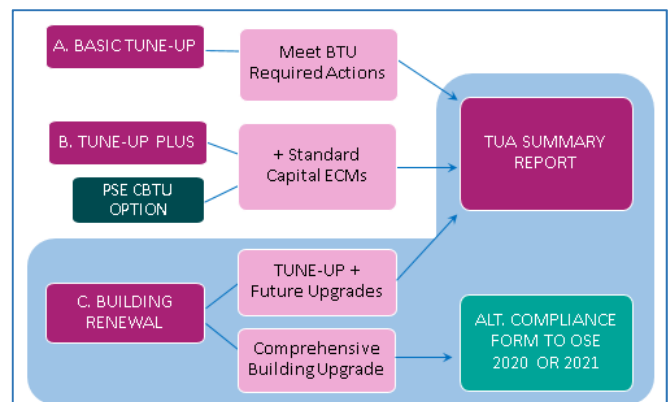 A. BASIC TUNE-UP
Meet BTU
Required Actions
B. TUNE-UP PLUS
PSE CBTU
OPTION
+ Standard
Capital ECMs
TUA SUMMARY
REPORT
C. BUILDING
RENEWAL
TUNE-UP +
Future Upgrades
Comprehensive
Building Upgrade
ALT. COMPLIANCE
FORM TO OSE
2020 OR 2021